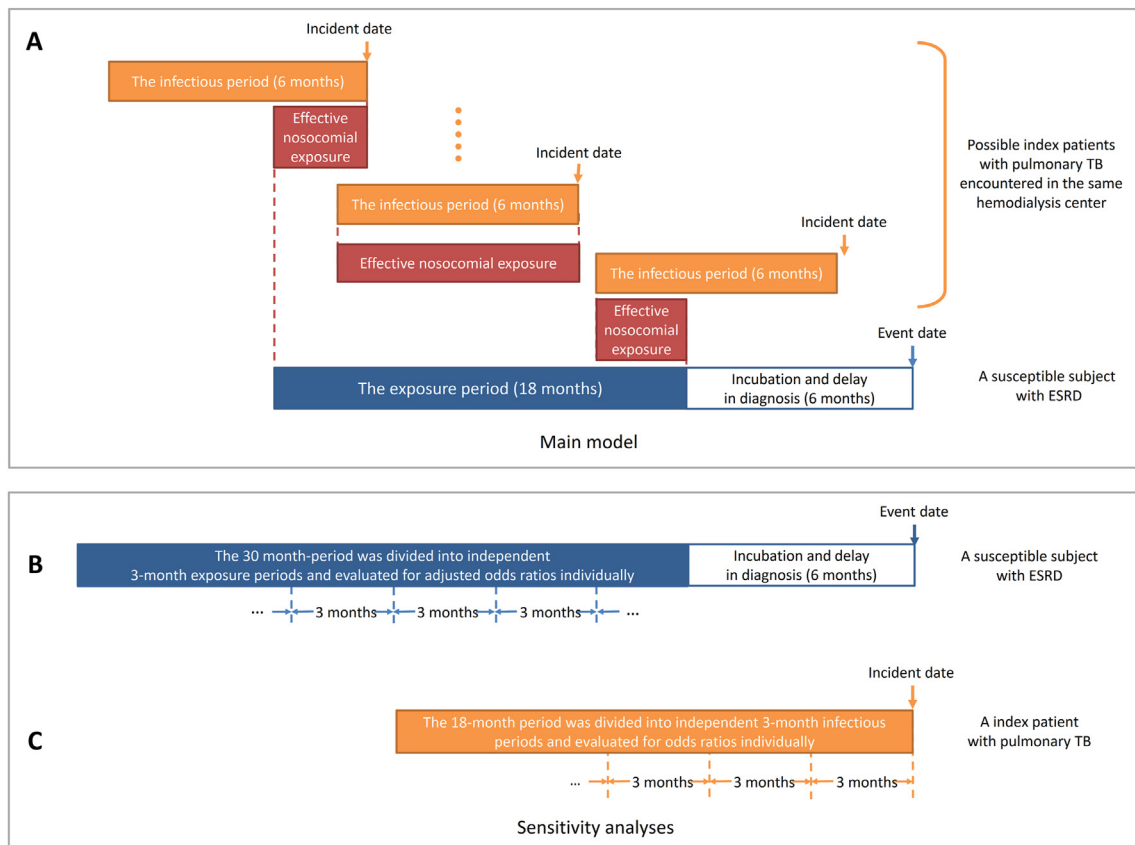 A
Incident date
The infectious period (6 months)
Effective
nosocomial
exposure
Incident date
The infectious period (6 months)
Effective nosocomial exposure
Incident date
The infectious period (6 months)
Effective
nosocomial
exposure
Possible index patients
with pulmonary TB
encountered in the same
hemodialysis center
Event date
The exposure period (18 months)
Incubation and delay
in diagnosis (6 months)
A susceptible subject
with ESRD
Main model
B
Event date
The 30 month-period was divided into independent
3-month exposure periods and evaluated for adjusted odds ratios individually
Incubation and delay
in diagnosis (6 months)
A susceptible subject
with ESRD
... 3 months 3 months 3 months ...
C
Incident date
The 18-month period was divided into independent 3-month infectious
periods and evaluated for odds ratios individually
A index patient
with pulmonary TB
... 3 months 3 months 3 months
Sensitivity analyses